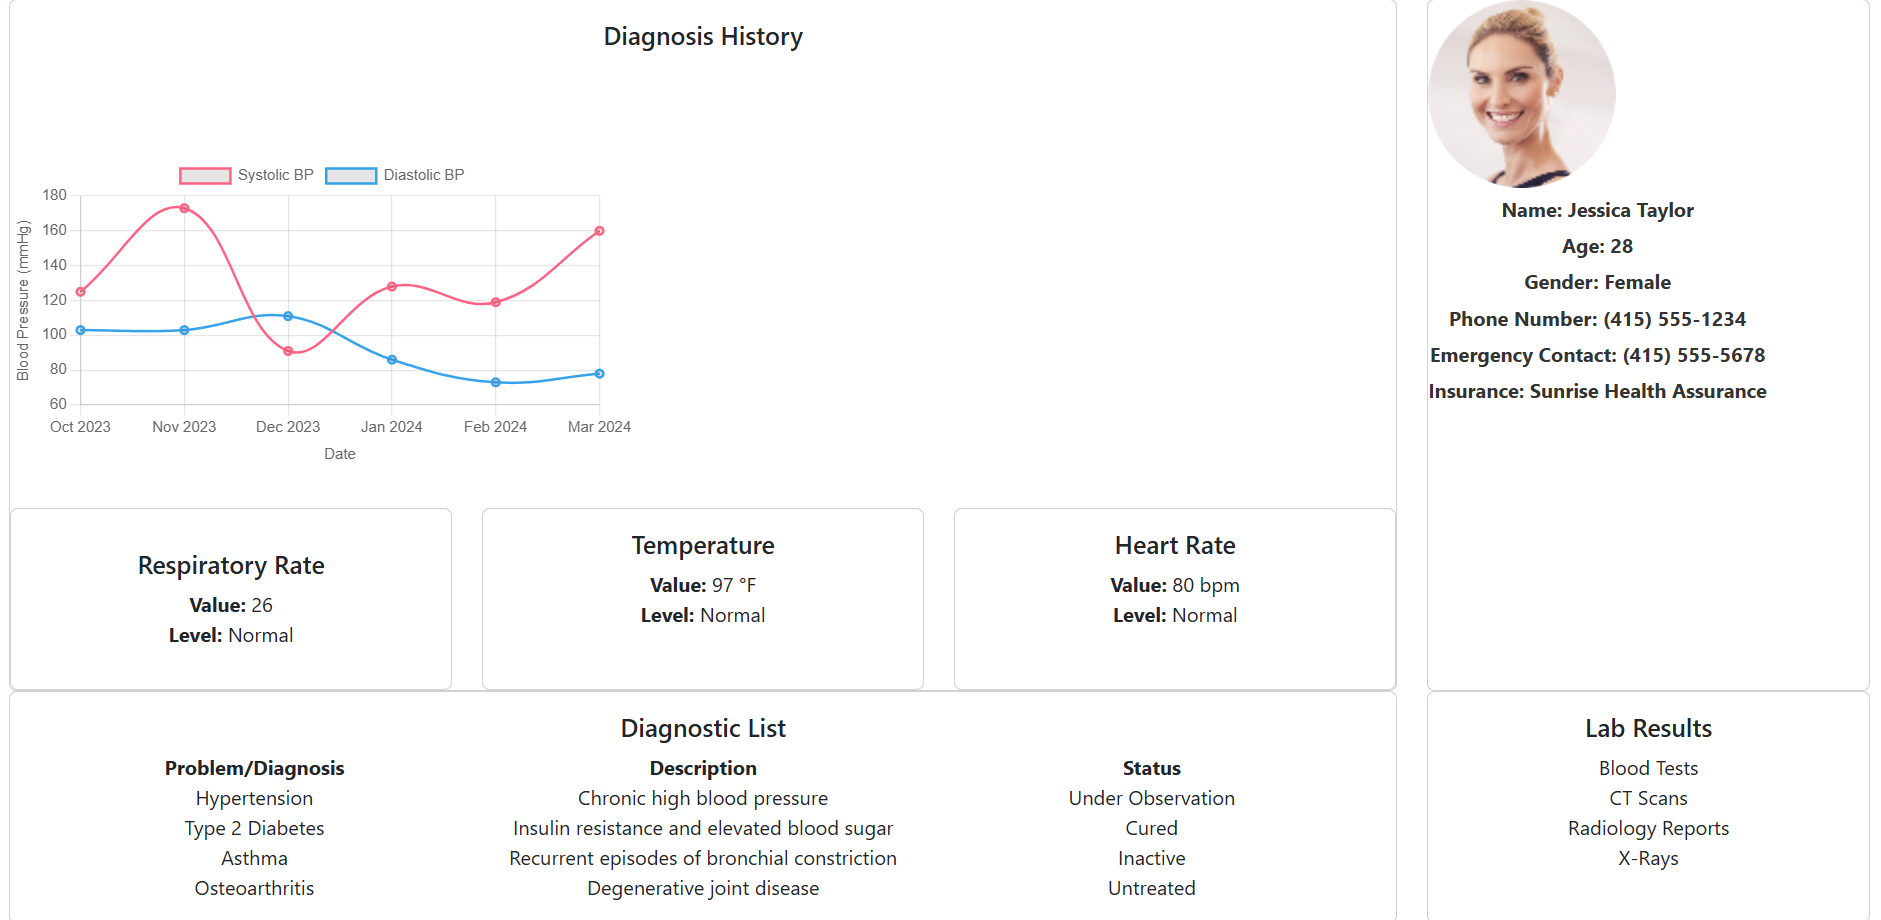 Diagnosis History
Systolic BP Diastolic BP
180
160
140
120
100
80
60
Blood Pressure (mmHg)
Oct 2023 Nov 2023 Dec 2023 Jan 2024 Feb 2024 Mar 2024
Date
Name: Jessica Taylor
Age: 28
Gender: Female
Phone Number: (415) 555-1234
Emergency Contact: (415) 555-5678
Insurance: Sunrise Health Assurance
Respiratory Rate
Value: 26
Level: Normal
Temperature
Value: 97 °F
Level: Normal
Heart Rate
Value: 80 bpm
Level: Normal
Diagnostic List
Problem/Diagnosis Description Status
Hypertension Chronic high blood pressure Under Observation
Type 2 Diabetes Insulin resistance and elevated blood sugar Cured
Asthma Recurrent episodes of bronchial constriction Inactive
Osteoarthritis Degenerative joint disease Untreated
Lab Results
Blood Tests
CT Scans
Radiology Reports
X-Rays